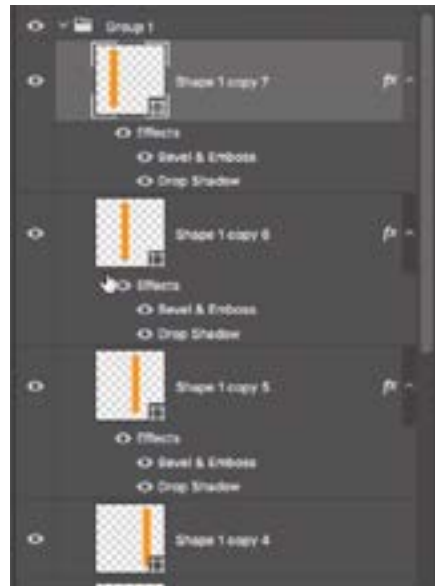 Group 1
Shape 1 copy 7 fx
Effects
Bevel & Emboss
Drop Shadow
Shape 1 copy 6 fx
Effects
Bevel & Emboss
Drop Shadow
Shape 1 copy 5 fx
Effects
Bevel & Emboss
Drop Shadow
Shape 1 copy 4